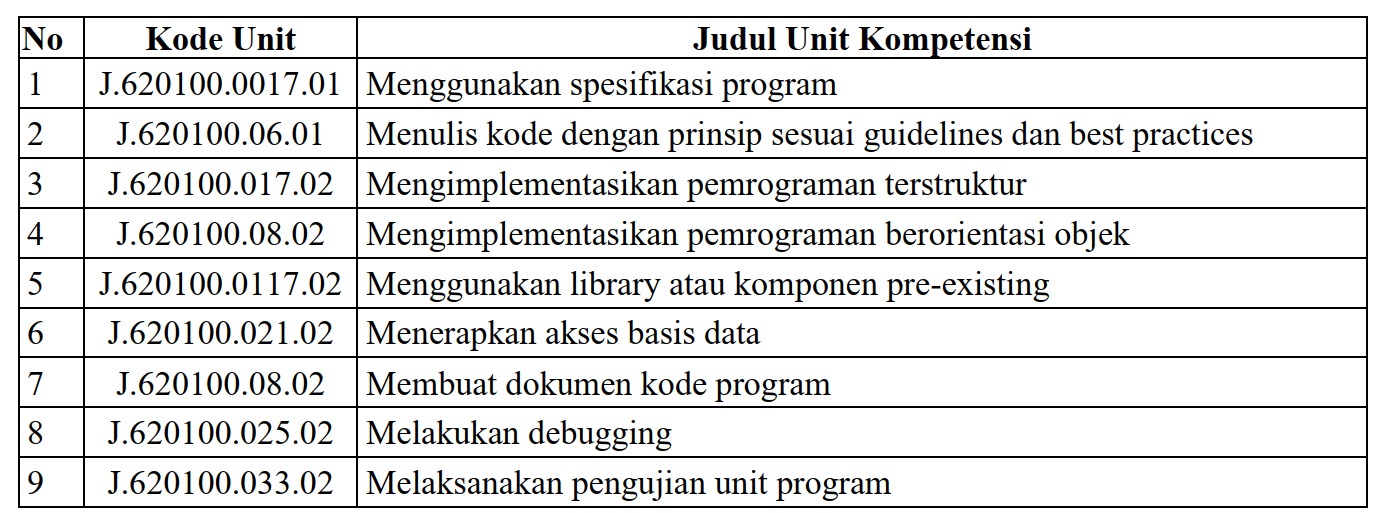 No Kode Unit Judul Unit Kompetensi
1 J.620100.0017.01 Menggunakan spesifikasi program
2 J.620100.06.01 Menulis kode dengan prinsip sesuai guidelines dan best practices
3 J.620100.017.02 Mengimplementasikan pemrograman terstruktur
4 J.620100.08.02 Mengimplementasikan pemrograman berorientasi objek
5 J.620100.0117.02 Menggunakan library atau komponen pre-existing
6 J.620100.021.02 Menerapkan akses basis data
7 J.620100.08.02 Membuat dokumen kode program
8 J.620100.025.02 Melakukan debugging
9 J.620100.033.02 Melaksanakan pengujian unit program